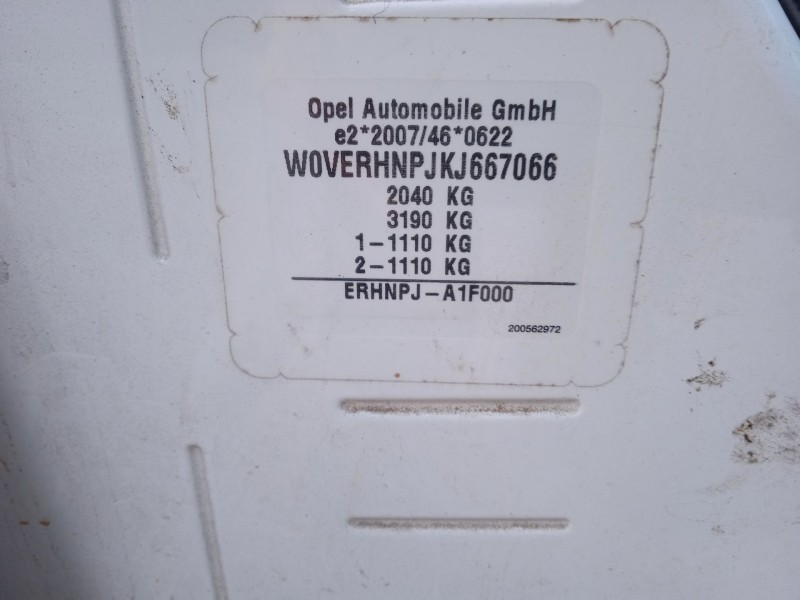 Opel Automobile GmbH
e2*2007/46*0622
W0VERHNPJKJ667066
2040 KG
3190 KG
1-1110 KG
2-1110 KG
ERHNPJ-A1F000
200562972